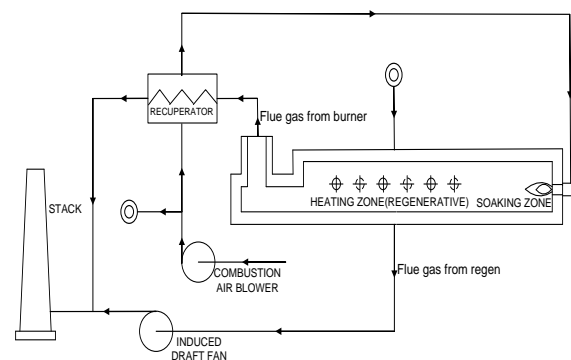 RECUPERATOR
Flue gas from burner
HEATING ZONE(REGENERATIVE)
SOAKING ZONE
STACK
Flue gas from regen
COMBUSTION
AIR BLOWER
INDUCED
DRAFT FAN